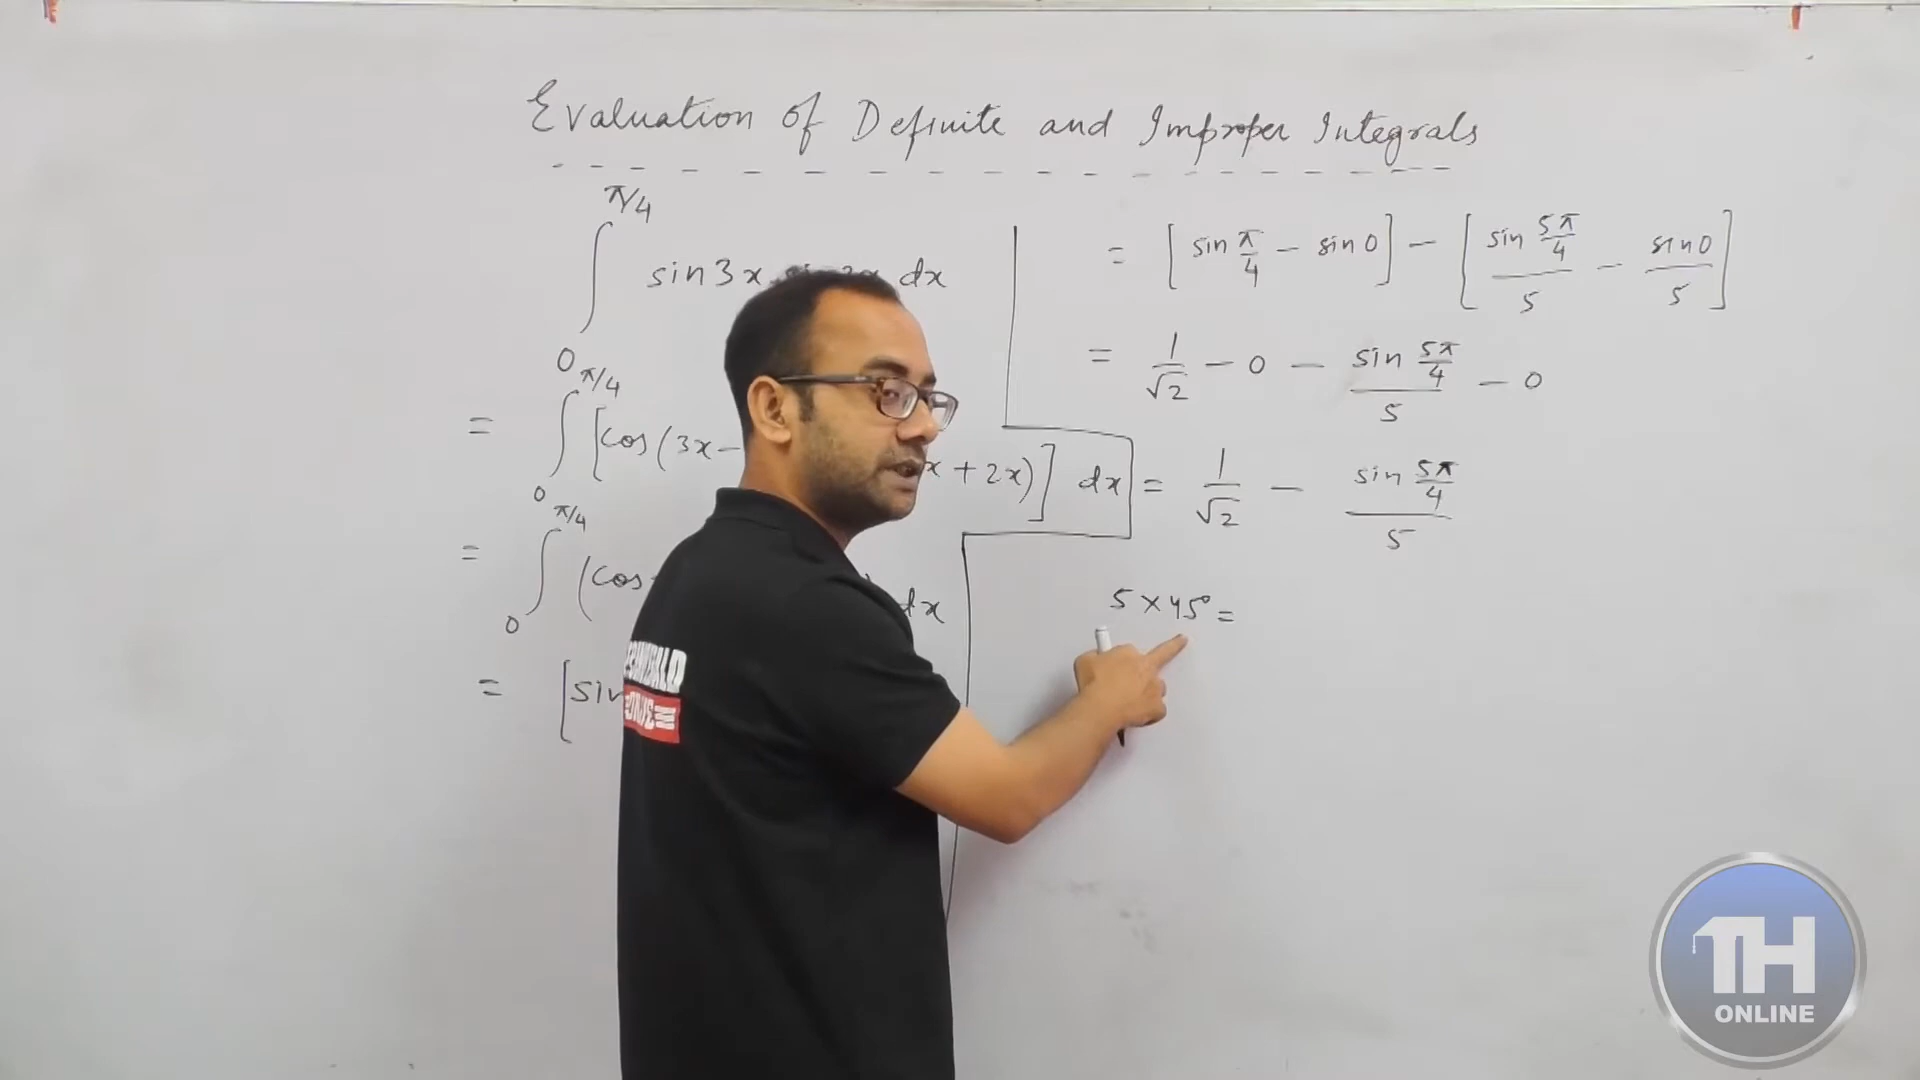 Evaluation of Definite and Improper Integrals
π/4
∫ sin3x dx
0
π/4
= ∫ [cos(3x- x + 2x)] dx
0
π/4
= ∫ (cos dx
0
= [sin
= [sin π/4 - sin 0] - [sin 5π/4 / 5 - sin 0 / 5]
= 1/√2 - 0 - sin 5π/4 / 5 - 0
= 1/√2 - sin 5π/4 / 5
5 × 45° =
TH
ONLINE